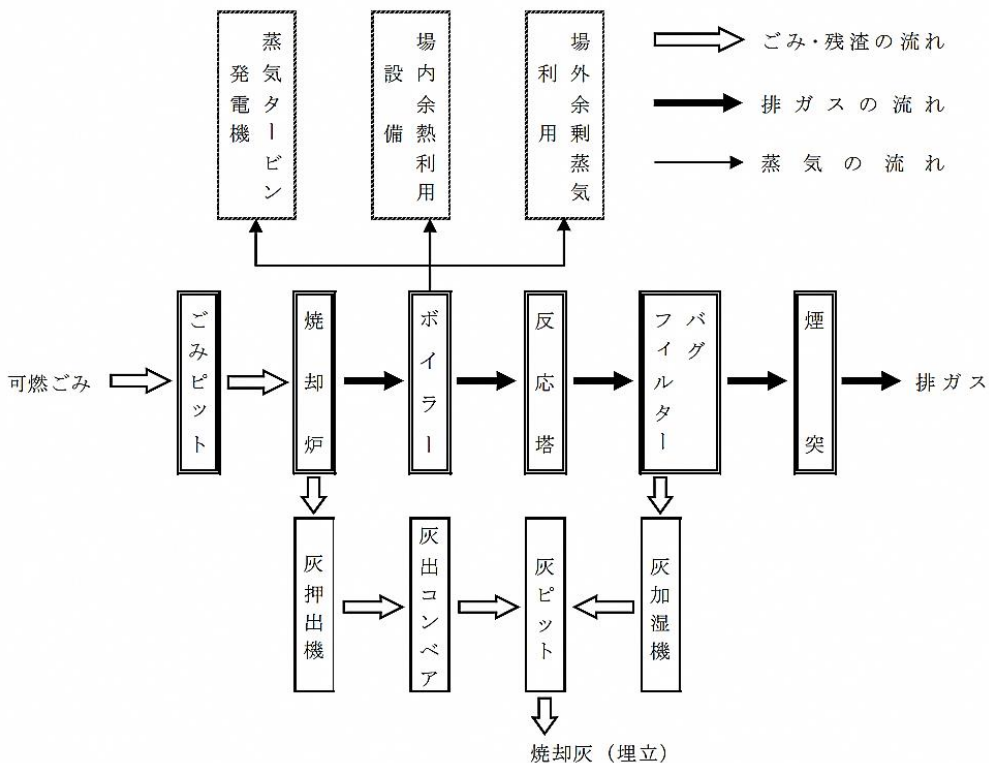 蒸気タービン
発電機
場内余熱利用
設備
場外余剰蒸気
利用
ごみ・残渣の流れ
排ガスの流れ
蒸気の流れ
可燃ごみ
ごみピット
焼却炉
ボイラー
反応塔
バグ
フィルター
煙突
排ガス
灰押出機
灰出コンベア
灰ピット
灰加湿機
焼却灰（埋立）